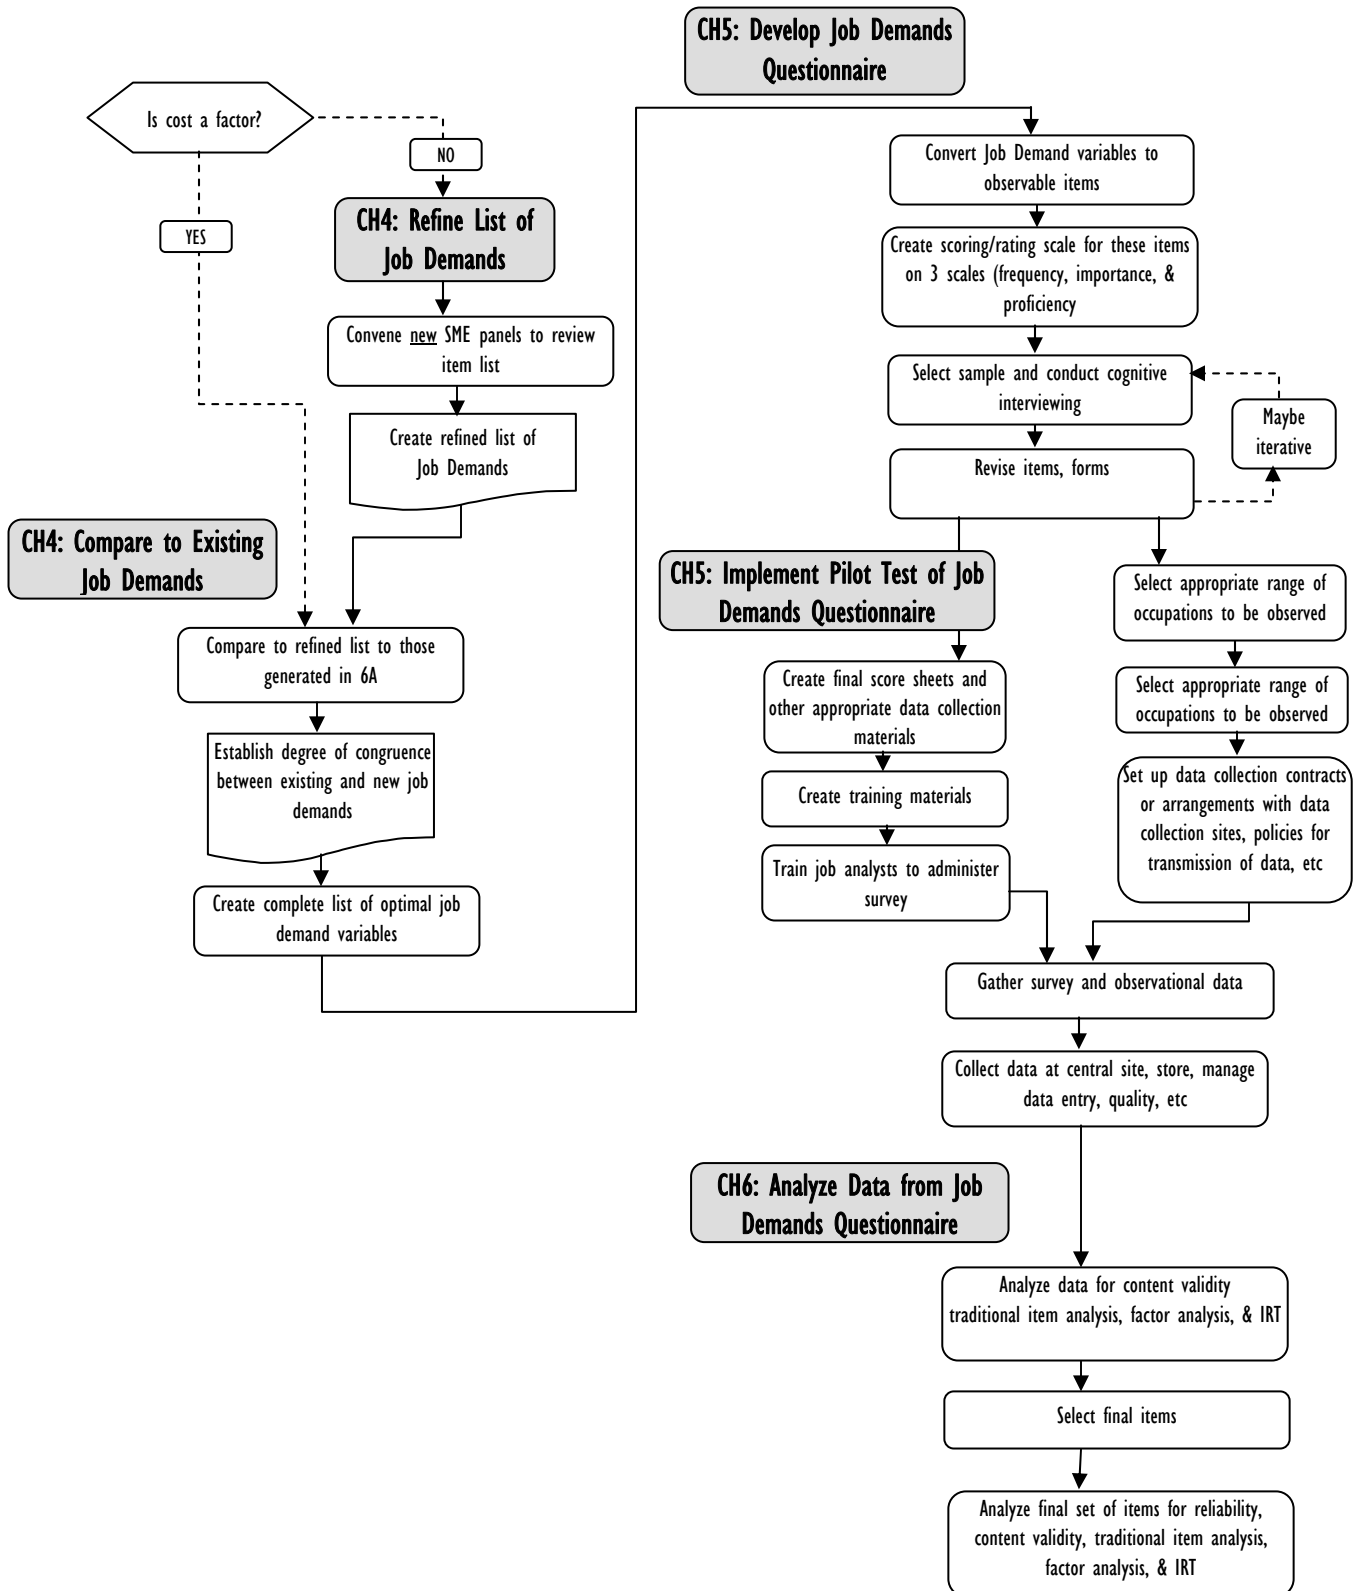 CH5: Develop Job Demands
Questionnaire
Is cost a factor?
NO
YES
CH4: Refine List of
Job Demands
Convene new SME panels to review
item list
Create refined list of
Job Demands
CH4: Compare to Existing
Job Demands
Compare to refined list to those
generated in 6A
Establish degree of congruence
between existing and new job
demands
Create complete list of optimal job
demand variables
Convert Job Demand variables to
observable items
Create scoring/rating scale for these items
on 3 scales (frequency, importance, &
proficiency
Select sample and conduct cognitive
interviewing
Maybe
iterative
Revise items, forms
CH5: Implement Pilot Test of Job
Demands Questionnaire
Create final score sheets and
other appropriate data collection
materials
Create training materials
Train job analysts to administer
survey
Select appropriate range of
occupations to be observed
Select appropriate range of
occupations to be observed
Set up data collection contracts
or arrangements with data
collection sites, policies for
transmission of data, etc
Gather survey and observational data
Collect data at central site, store, manage
data entry, quality, etc
CH6: Analyze Data from Job
Demands Questionnaire
Analyze data for content validity
traditional item analysis, factor analysis, & IRT
Select final items
Analyze final set of items for reliability,
content validity, traditional item analysis,
factor analysis, & IRT